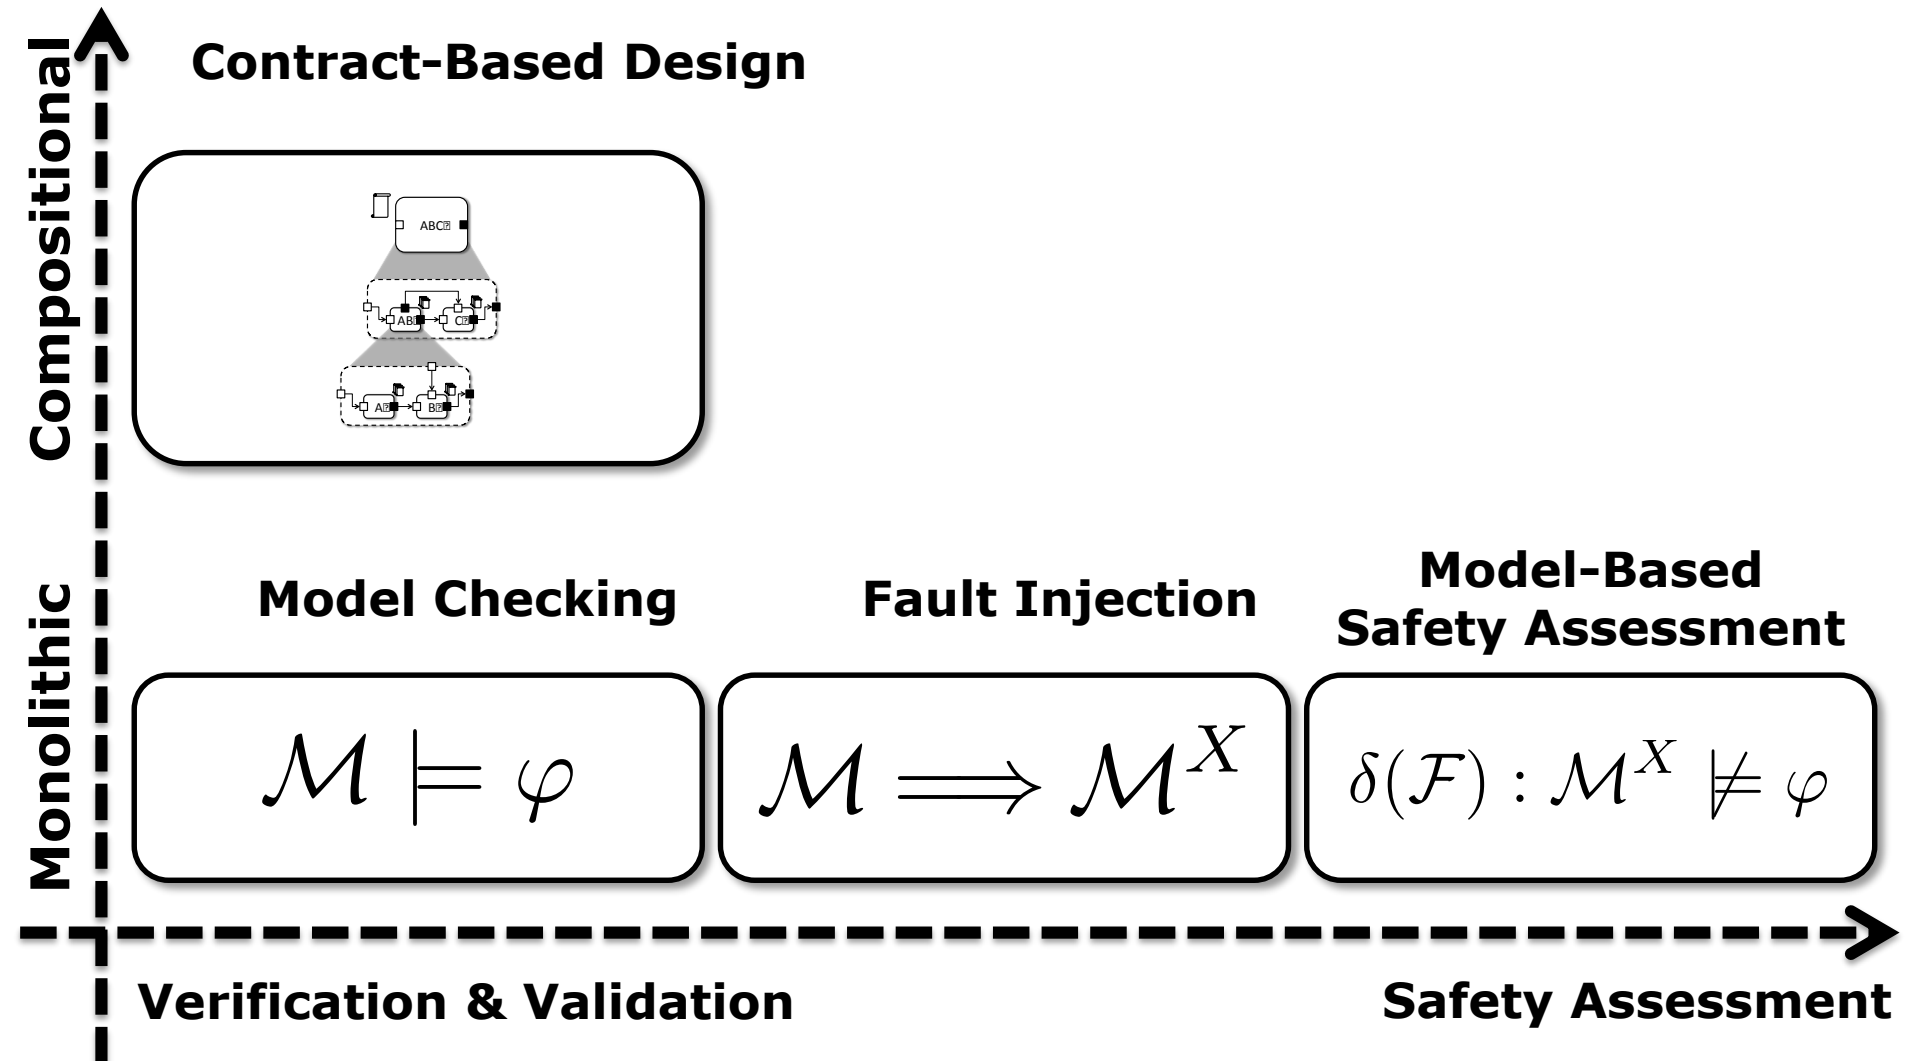 Contract-Based Design
Compositional
ABC⍰
AB⍰
C⍰
A⍰
B⍰
Model Checking
Fault Injection
Model-Based
Safety Assessment
Monolithic
ℳ ⊨ φ
ℳ ⟹ ℳ^X
δ(ℱ) : ℳ^X ⊭ φ
Verification & Validation
Safety Assessment